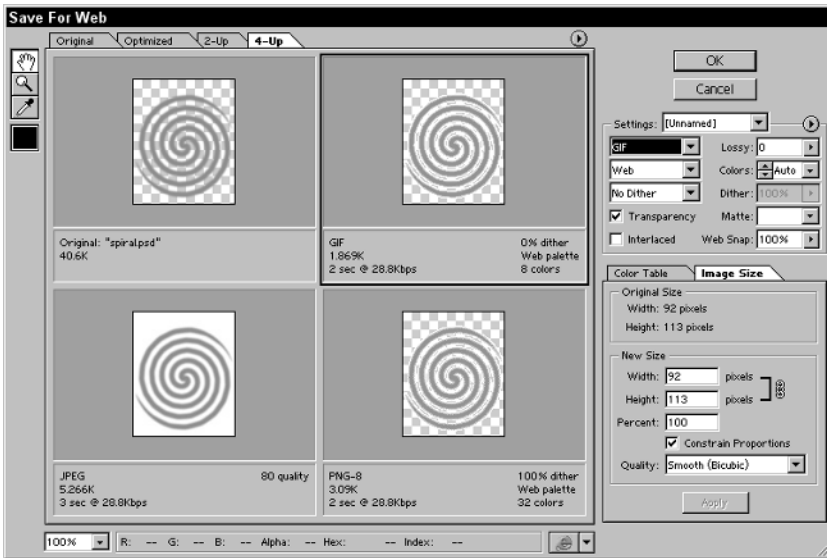 Save For Web
Original Optimized 2-Up 4-Up
Original: "spiral.psd"
40.6K
GIF 0% dither
1.869K Web palette
2 sec @ 28.8Kbps 8 colors
JPEG 80 quality
5.266K
3 sec @ 28.8Kbps
PNG-8 100% dither
3.09K Web palette
2 sec @ 28.8Kbps 32 colors
100% R: -- G: -- B: -- Alpha: -- Hex: -- Index: --
OK
Cancel
Settings: [Unnamed]
GIF Lossy: 0
Web Colors: Auto
No Dither Dither: 100%
Transparency Matte:
Interlaced Web Snap: 100%
Color Table Image Size
Original Size
Width: 92 pixels
Height: 113 pixels
New Size
Width: 92 pixels
Height: 113 pixels
Percent: 100
Constrain Proportions
Quality: Smooth (Bicubic)
Apply